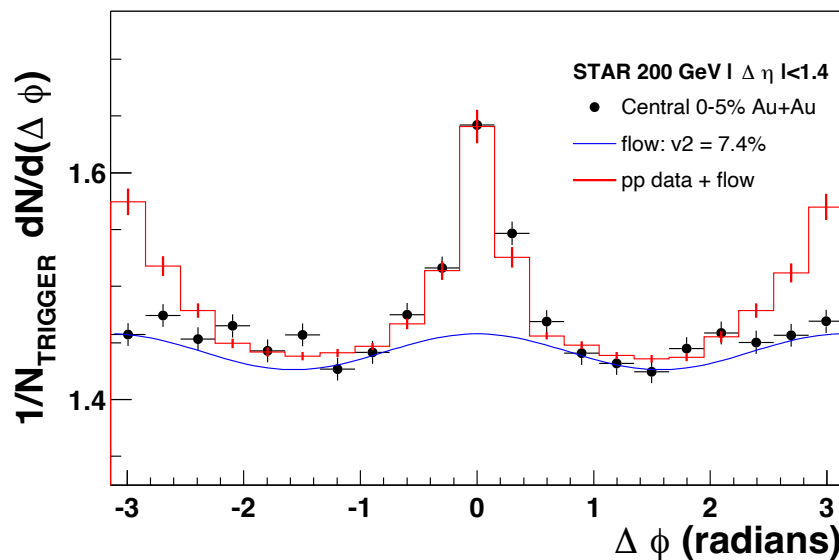 1/N_TRIGGER dN/d(Δ ϕ)
1.6
1.4
STAR 200 GeV | Δ η |<1.4
Central 0-5% Au+Au
flow: v2 = 7.4%
pp data + flow
-3 -2 -1 0 1 2 3
Δ ϕ (radians)